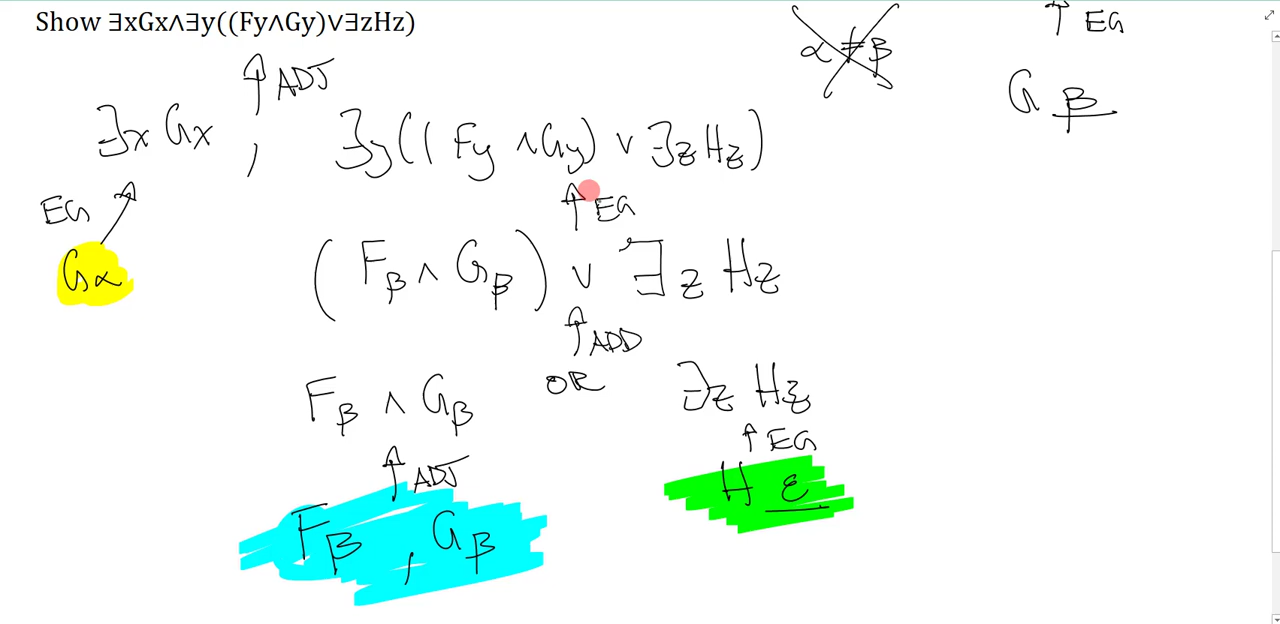 Show ∃xGx∧∃y((Fy∧Gy)∨∃zHz)
α ≠ β
↑ EG
↑ ADJ
G β
∃x Gx , ∃y((Fy ∧ Gy) ∨ ∃z Hz)
EG
↑ EG
Gα
(Fβ ∧ Gβ) ∨ ∃z Hz
↑ ADD
Fβ ∧ Gβ OR ∃z Hz
↑ EG
↑ ADJ
H ε
Fβ , Gβ